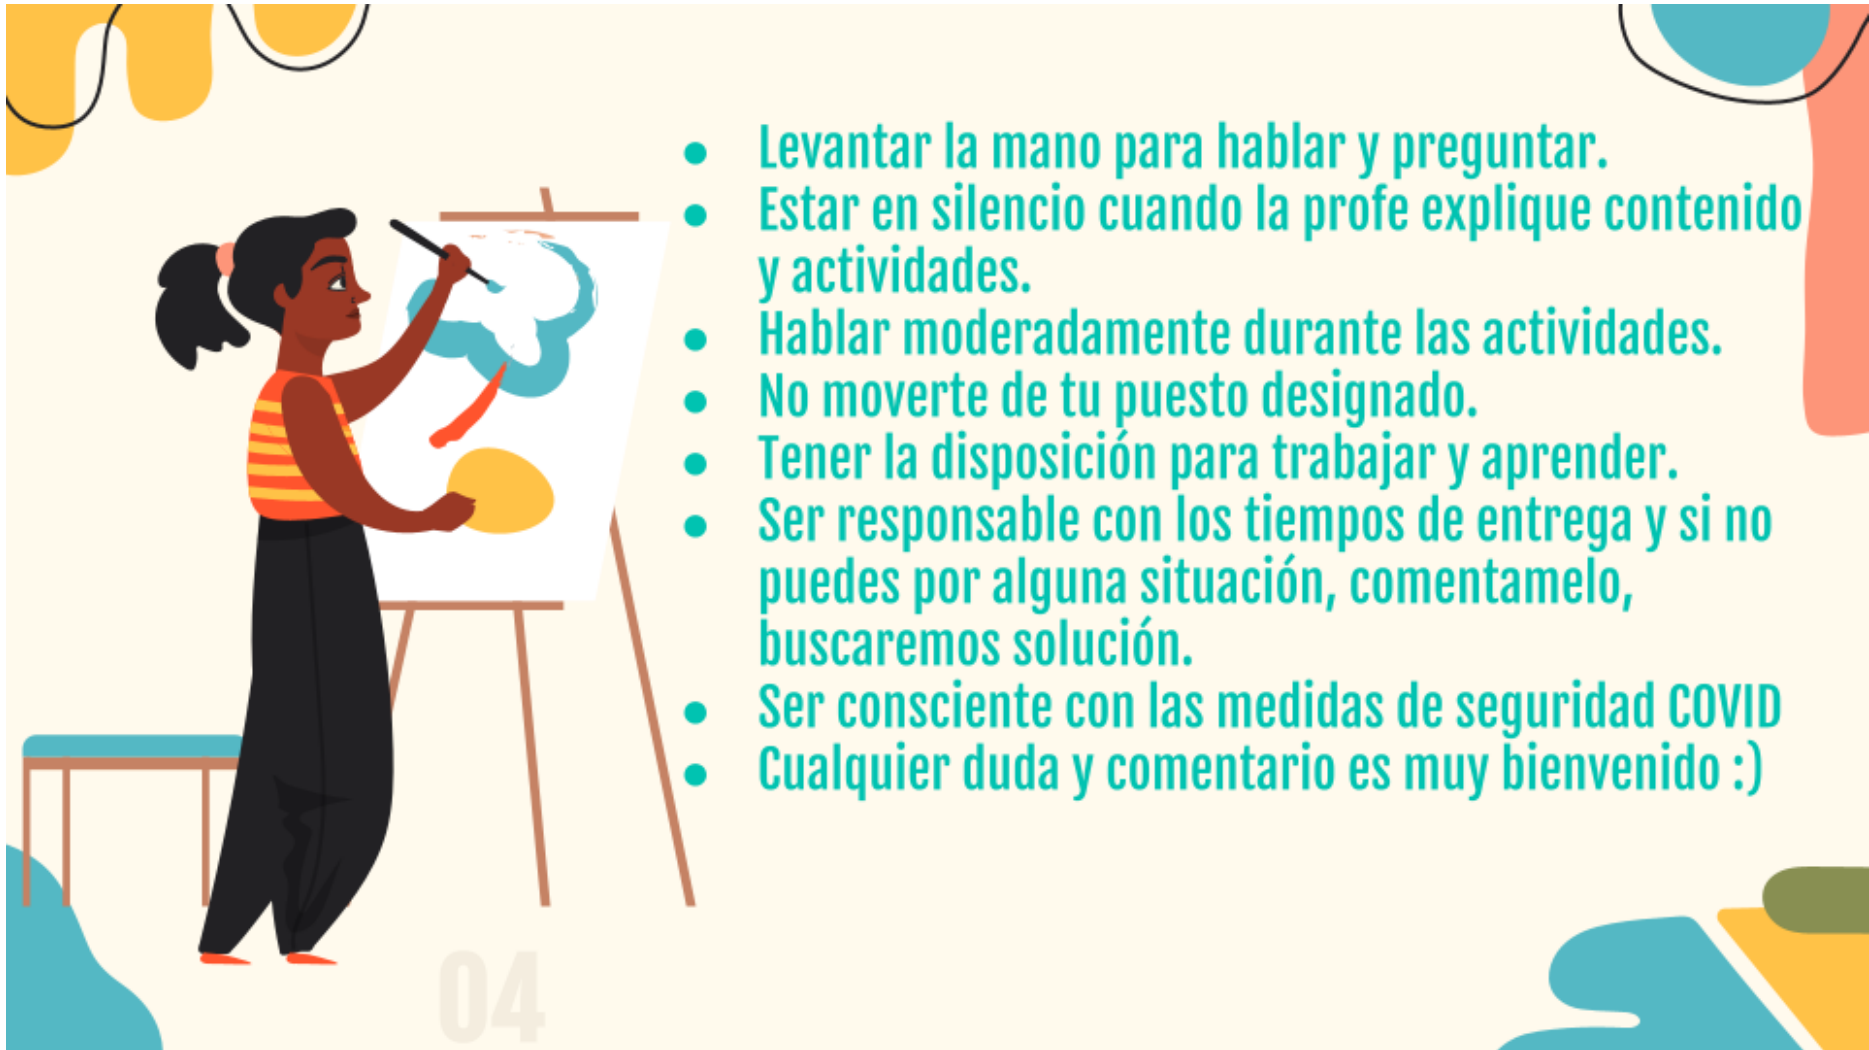 ● Levantar la mano para hablar y preguntar.
● Estar en silencio cuando la profe explique contenido
y actividades.
● Hablar moderadamente durante las actividades.
● No moverte de tu puesto designado.
● Tener la disposición para trabajar y aprender.
● Ser responsable con los tiempos de entrega y si no
puedes por alguna situación, comentamelo,
buscaremos solución.
● Ser consciente con las medidas de seguridad COVID
● Cualquier duda y comentario es muy bienvenido :)
04